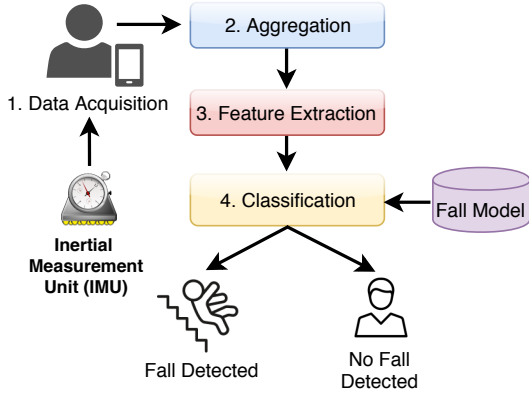 2. Aggregation
1. Data Acquisition
3. Feature Extraction
4. Classification
Fall Model
Inertial
Measurement
Unit (IMU)
Fall Detected
No Fall
Detected